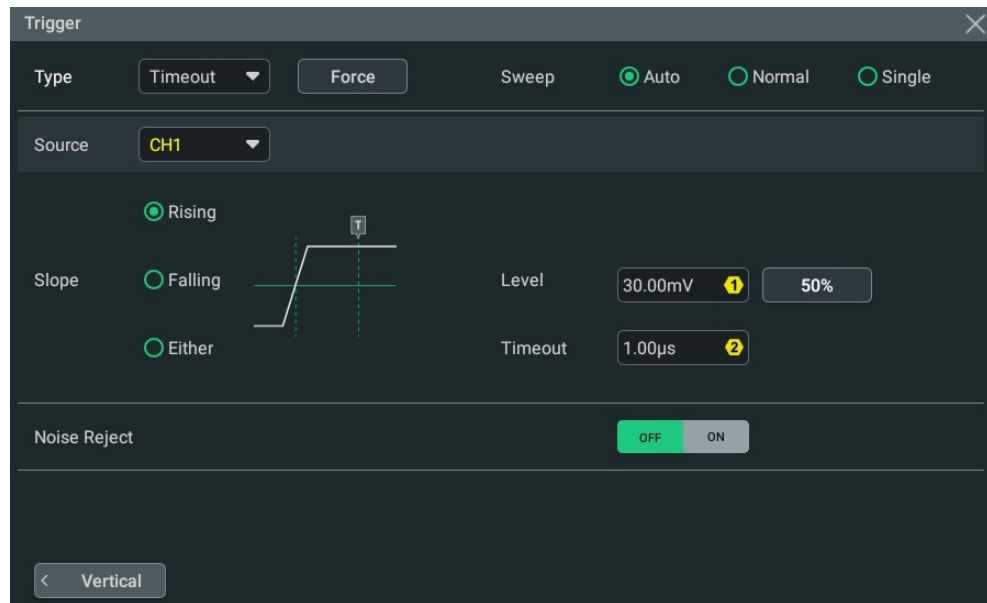 Trigger
Type Timeout Force Sweep Auto Normal Single
Source CH1
Rising
T
Slope Falling Level 30.00mV 1 50%
Either Timeout 1.00µs 2
Noise Reject OFF ON
< Vertical